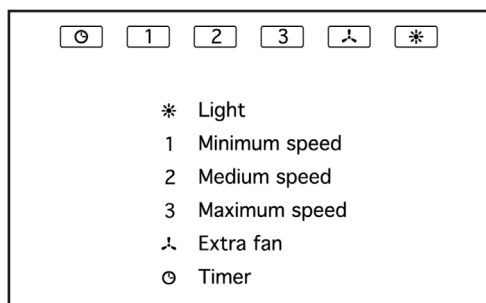 1 2 3
Light
1 Minimum speed
2 Medium speed
3 Maximum speed
Extra fan
Timer